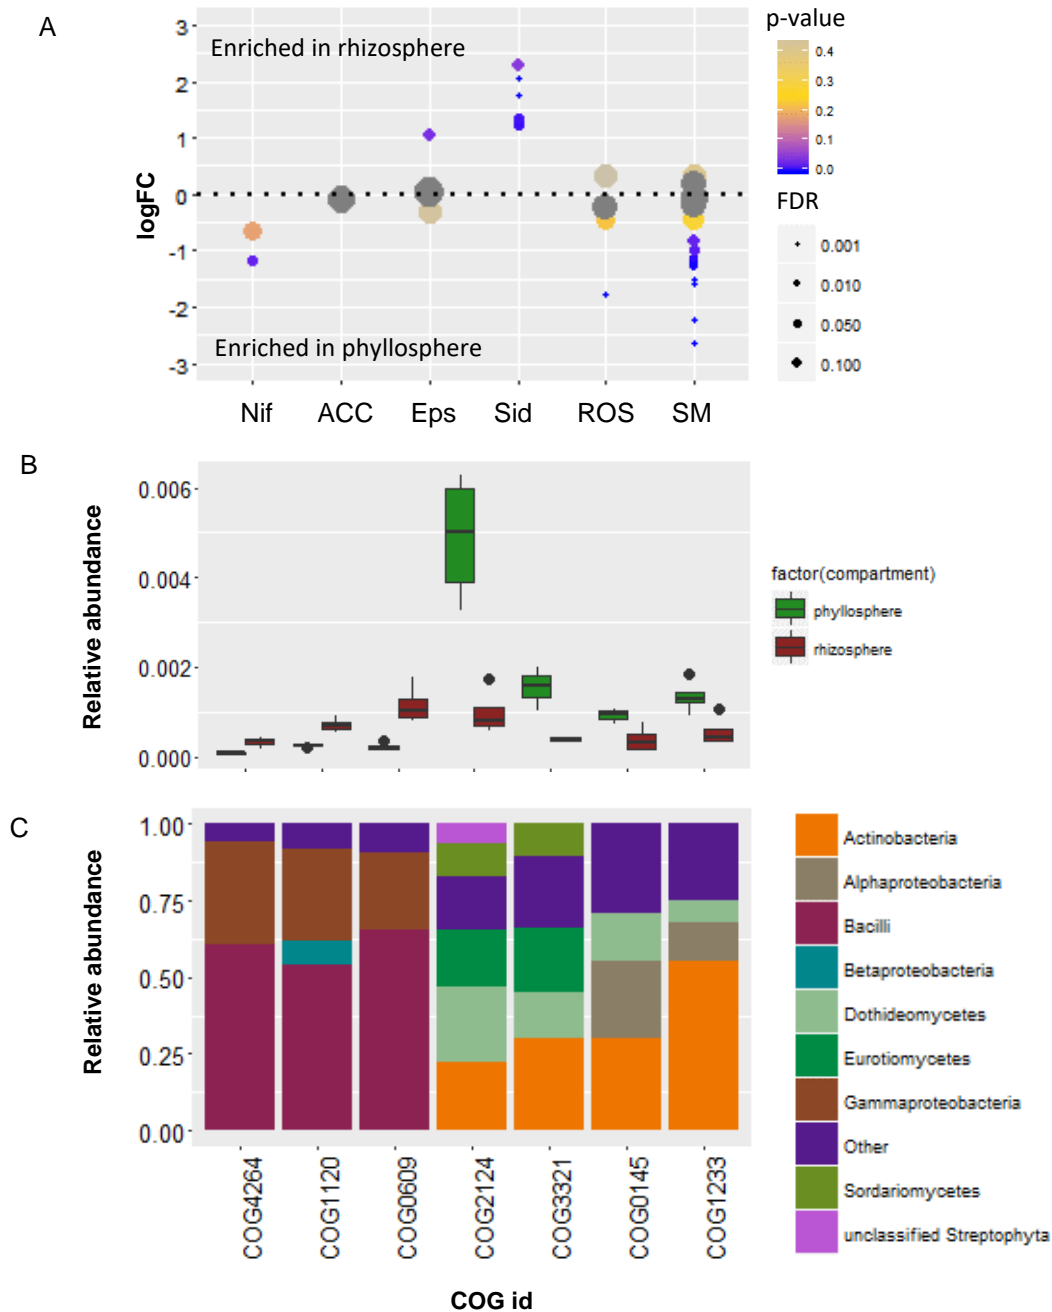 A
3
2
1
0
-1
-2
-3
logFC
Enriched in rhizosphere
Enriched in phyllosphere
Nif ACC Eps Sid ROS SM
p-value
0.4
0.3
0.2
0.1
0.0
FDR
0.001
0.010
0.050
0.100
B
0.006
0.004
0.002
0.000
Relative abundance
factor(compartment)
phyllosphere
rhizosphere
C
1.00
0.75
0.50
0.25
0.00
Relative abundance
COG4264
COG1120
COG0609
COG2124
COG3321
COG0145
COG1233
COG id
Actinobacteria
Alphaproteobacteria
Bacilli
Betaproteobacteria
Dothideomycetes
Eurotiomycetes
Gammaproteobacteria
Other
Sordariomycetes
unclassified Streptophyta